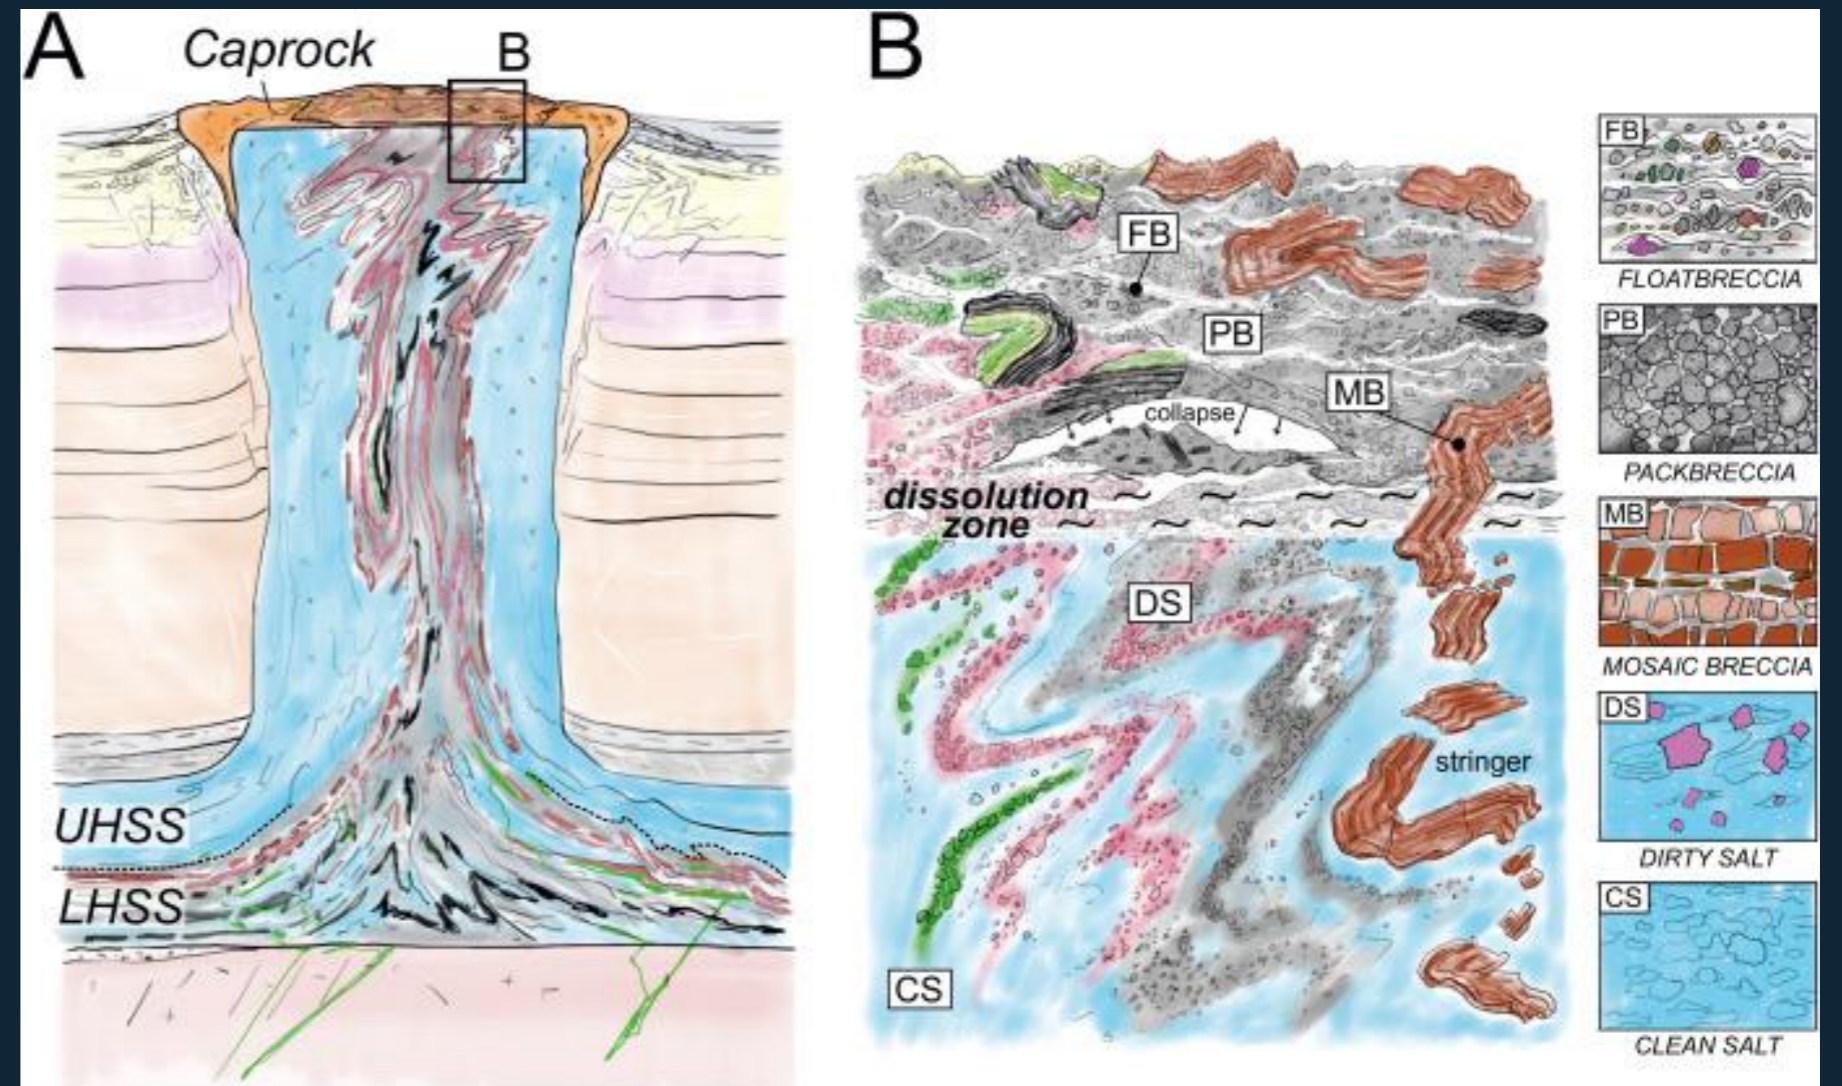 A
Caprock
B
UHSS
LHSS
B
FB
PB
MB
collapse
dissolution
zone
DS
stringer
CS
FB
FLOATBRECCIA
PB
PACKBRECCIA
MB
MOSAIC BRECCIA
DS
DIRTY SALT
CS
CLEAN SALT